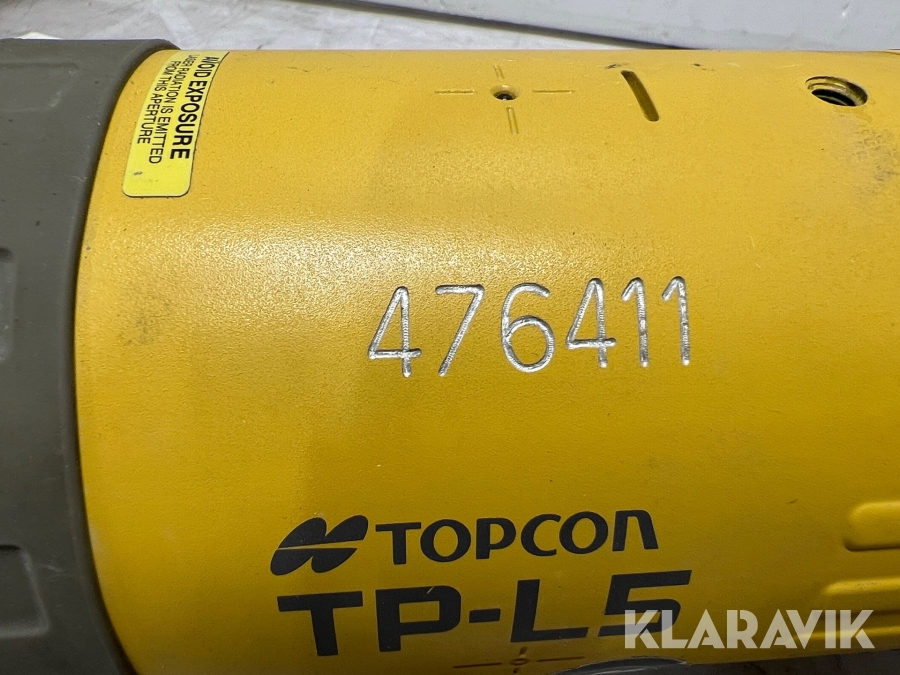 AVOID EXPOSURE
LASER RADIATION IS EMITTED
FROM THIS APERTURE
476411
TOPCON
TP-L5
KLARAVIK